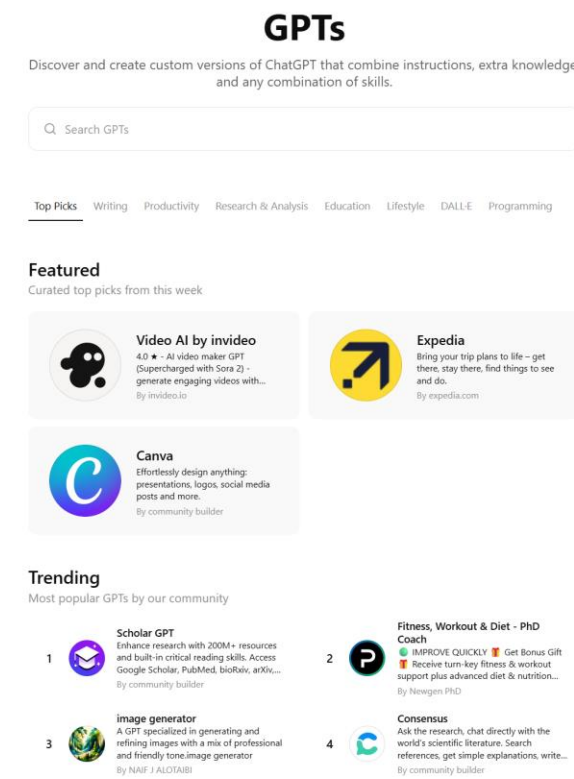 GPTs
Discover and create custom versions of ChatGPT that combine instructions, extra knowledge
and any combination of skills.
Search GPTs
Top Picks Writing Productivity Research & Analysis Education Lifestyle DALL·E Programming
Featured
Curated top picks from this week
Video AI by invideo
4.0 ★ - AI video maker GPT
(Supercharged with Sora 2) -
generate engaging videos with...
By invideo.io
Expedia
Bring your trip plans to life – get
there, stay there, find things to see
and do.
By expedia.com
C
Canva
Effortlessly design anything:
presentations, logos, social media
posts and more.
By community builder
Trending
Most popular GPTs by our community
1
Scholar GPT
Enhance research with 200M+ resources
and built-in critical reading skills. Access
Google Scholar, PubMed, bioRxiv, arXiv,...
By community builder
2
Fitness, Workout & Diet - PhD
Coach
IMPROVE QUICKLY 🎁 Get Bonus Gift
🎁 Receive turn-key fitness & workout
support plus advanced diet & nutrition...
By Newgen PhD
3
image generator
A GPT specialized in generating and
refining images with a mix of professional
and friendly tone.image generator
By NAIF J ALOTAIBI
4
Consensus
Ask the research, chat directly with the
world's scientific literature. Search
references, get simple explanations, write...
By community builder